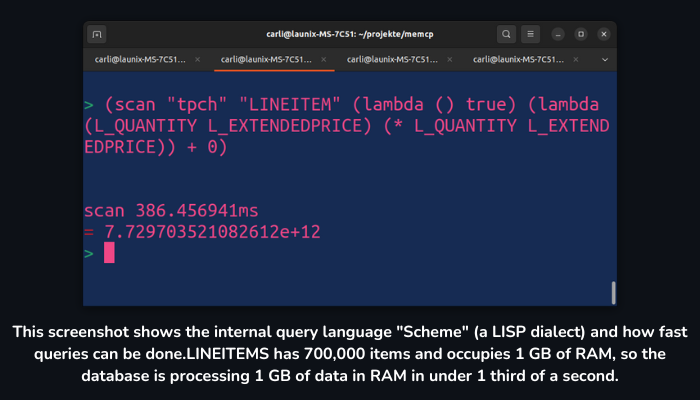 carli@launix-MS-7C51: ~/projekte/memcp
carli@launix-MS-7C51... × carli@launix-MS-7C51... × carli@launix-MS-7C51... × carli@launix-MS-7C51... ×
> (scan "tpch" "LINEITEM" (lambda () true) (lambda
(L_QUANTITY L_EXTENDEDPRICE) (* L_QUANTITY L_EXTEND
EDPRICE)) + 0)
scan 386.456941ms
= 7.729703521082612e+12
>
This screenshot shows the internal query language "Scheme" (a LISP dialect) and how fast
queries can be done.LINEITEMS has 700,000 items and occupies 1 GB of RAM, so the
database is processing 1 GB of data in RAM in under 1 third of a second.